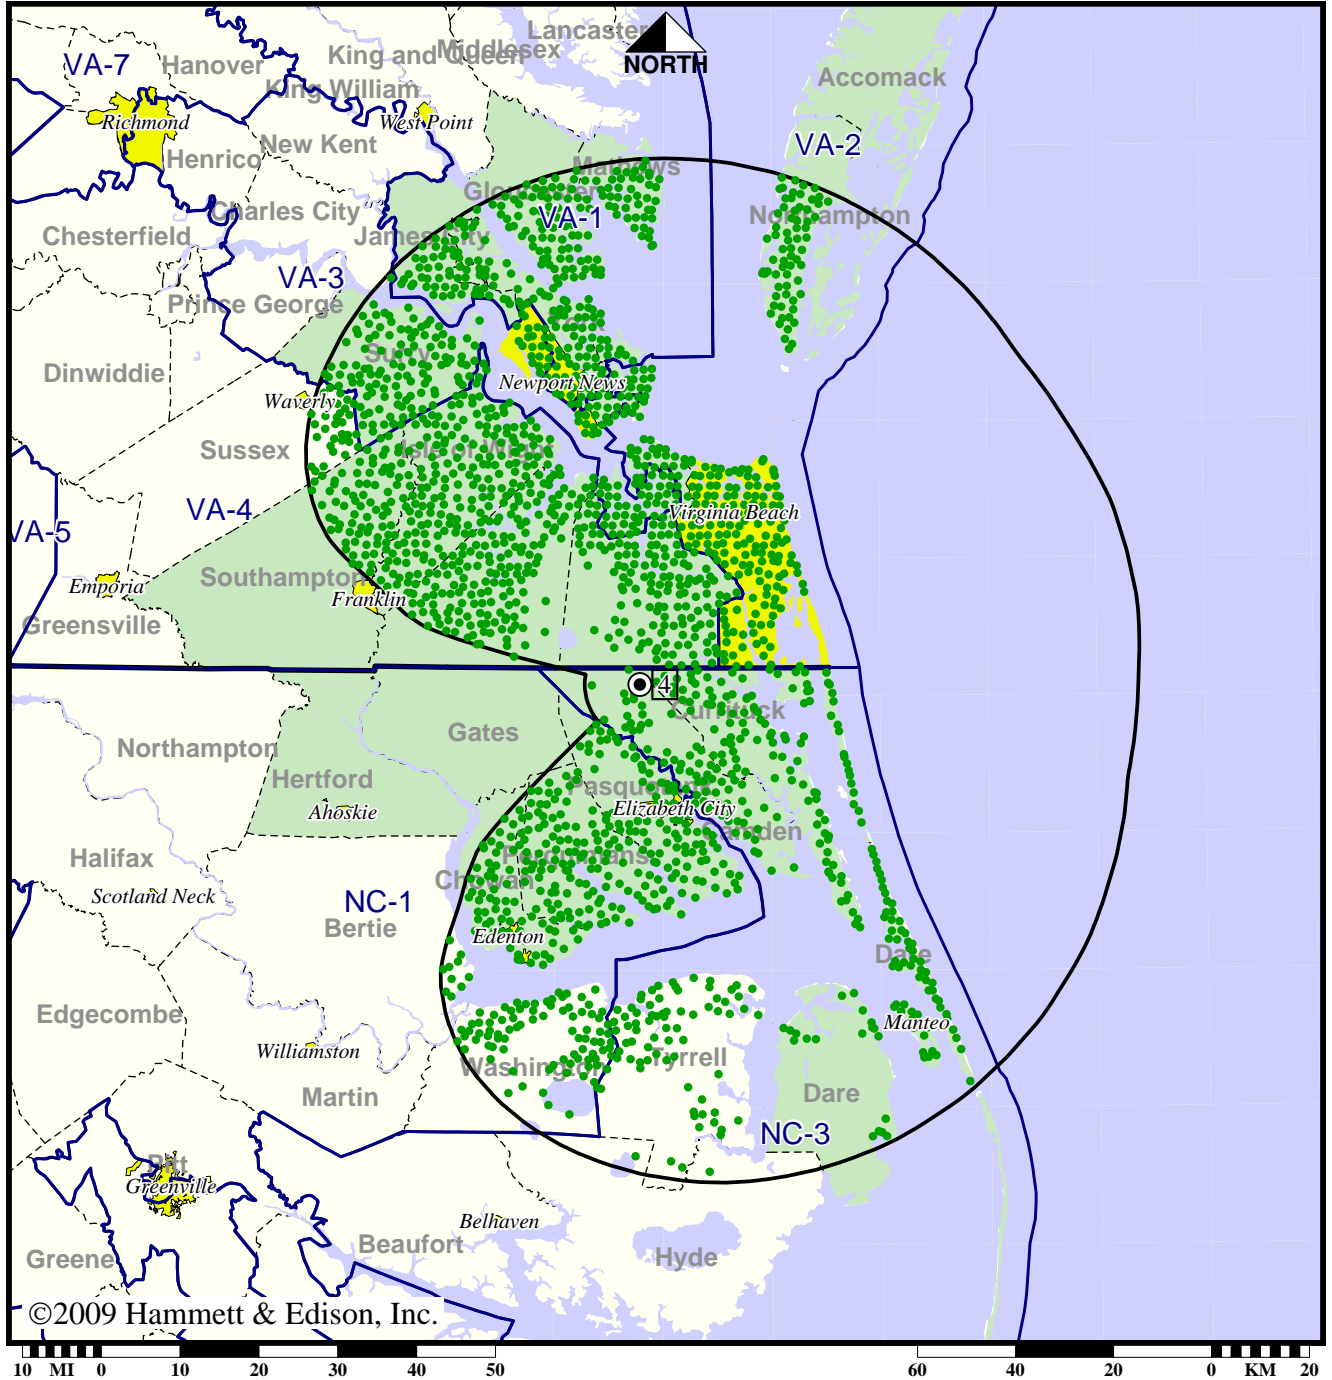 Lancaster
King and Queen
Middlesex
NORTH
VA-7
Hanover
Accomack
King William
Richmond
West Point
New Kent
VA-2
Henrico
Mathews
Gloucester
Charles City
VA-1
Northampton
Chesterfield
James City
VA-3
Prince George
York
Surry
Dinwiddie
Newport News
Waverly
Sussex
Isle of Wight
VA-4
Virginia Beach
VA-5
Southampton
Emporia
Franklin
Greensville
4
Currituck
Gates
Northampton
Hertford
Pasquotank
Ahoskie
Elizabeth City
Camden
Halifax
Perquimans
Chowan
Scotland Neck
NC-1
Bertie
Edenton
Dare
Edgecombe
Manteo
Williamston
Washington
Tyrrell
Martin
Dare
NC-3
Pitt
Greenville
Belhaven
Beaufort
Greene
Hyde
©2009 Hammett & Edison, Inc.
10 MI 0 10 20 30 40 50 60 40 20 0 KM 20